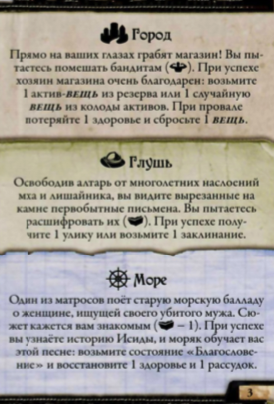 Город
Прямо на ваших глазах грабят магазин! Вы пы-
таетесь помешать бандитам (). При успехе
хозяин магазина очень благодарен: возьмите
1 актив-ВЕЩЬ из резерва или 1 случайную
ВЕЩЬ из колоды активов. При провале
потеряйте 1 здоровье и сбросьте 1 ВЕЩЬ.
Глушь
Освободив алтарь от многолетних наслоений
мха и лишайника, вы видите вырезанные на
камне первобытные письмена. Вы пытаетесь
расшифровать их (). При успехе полу-
чите 1 улику или возьмите 1 заклинание.
Море
Один из матросов поёт старую морскую балладу
о женщине, ищущей своего убитого мужа. Сю-
жет кажется вам знакомым ( – 1). При успехе
вы узнаёте историю Исиды, и моряк обучает вас
этой песне: возьмите состояние «Благослове-
ние» и восстановите 1 здоровье и 1 рассудок.
3